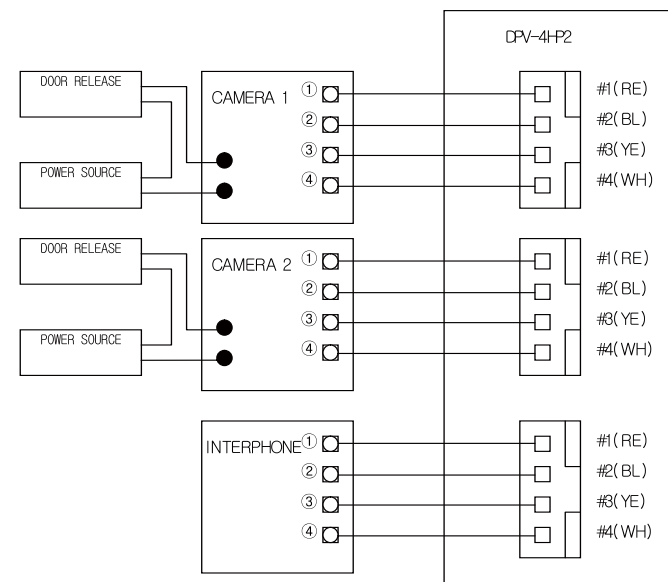 DPV-4HP2
DOOR RELEASE
POWER SOURCE
CAMERA 1
① #1(RE)
② #2(BL)
③ #3(YE)
④ #4(WH)
DOOR RELEASE
POWER SOURCE
CAMERA 2
① #1(RE)
② #2(BL)
③ #3(YE)
④ #4(WH)
INTERPHONE
① #1(RE)
② #2(BL)
③ #3(YE)
④ #4(WH)